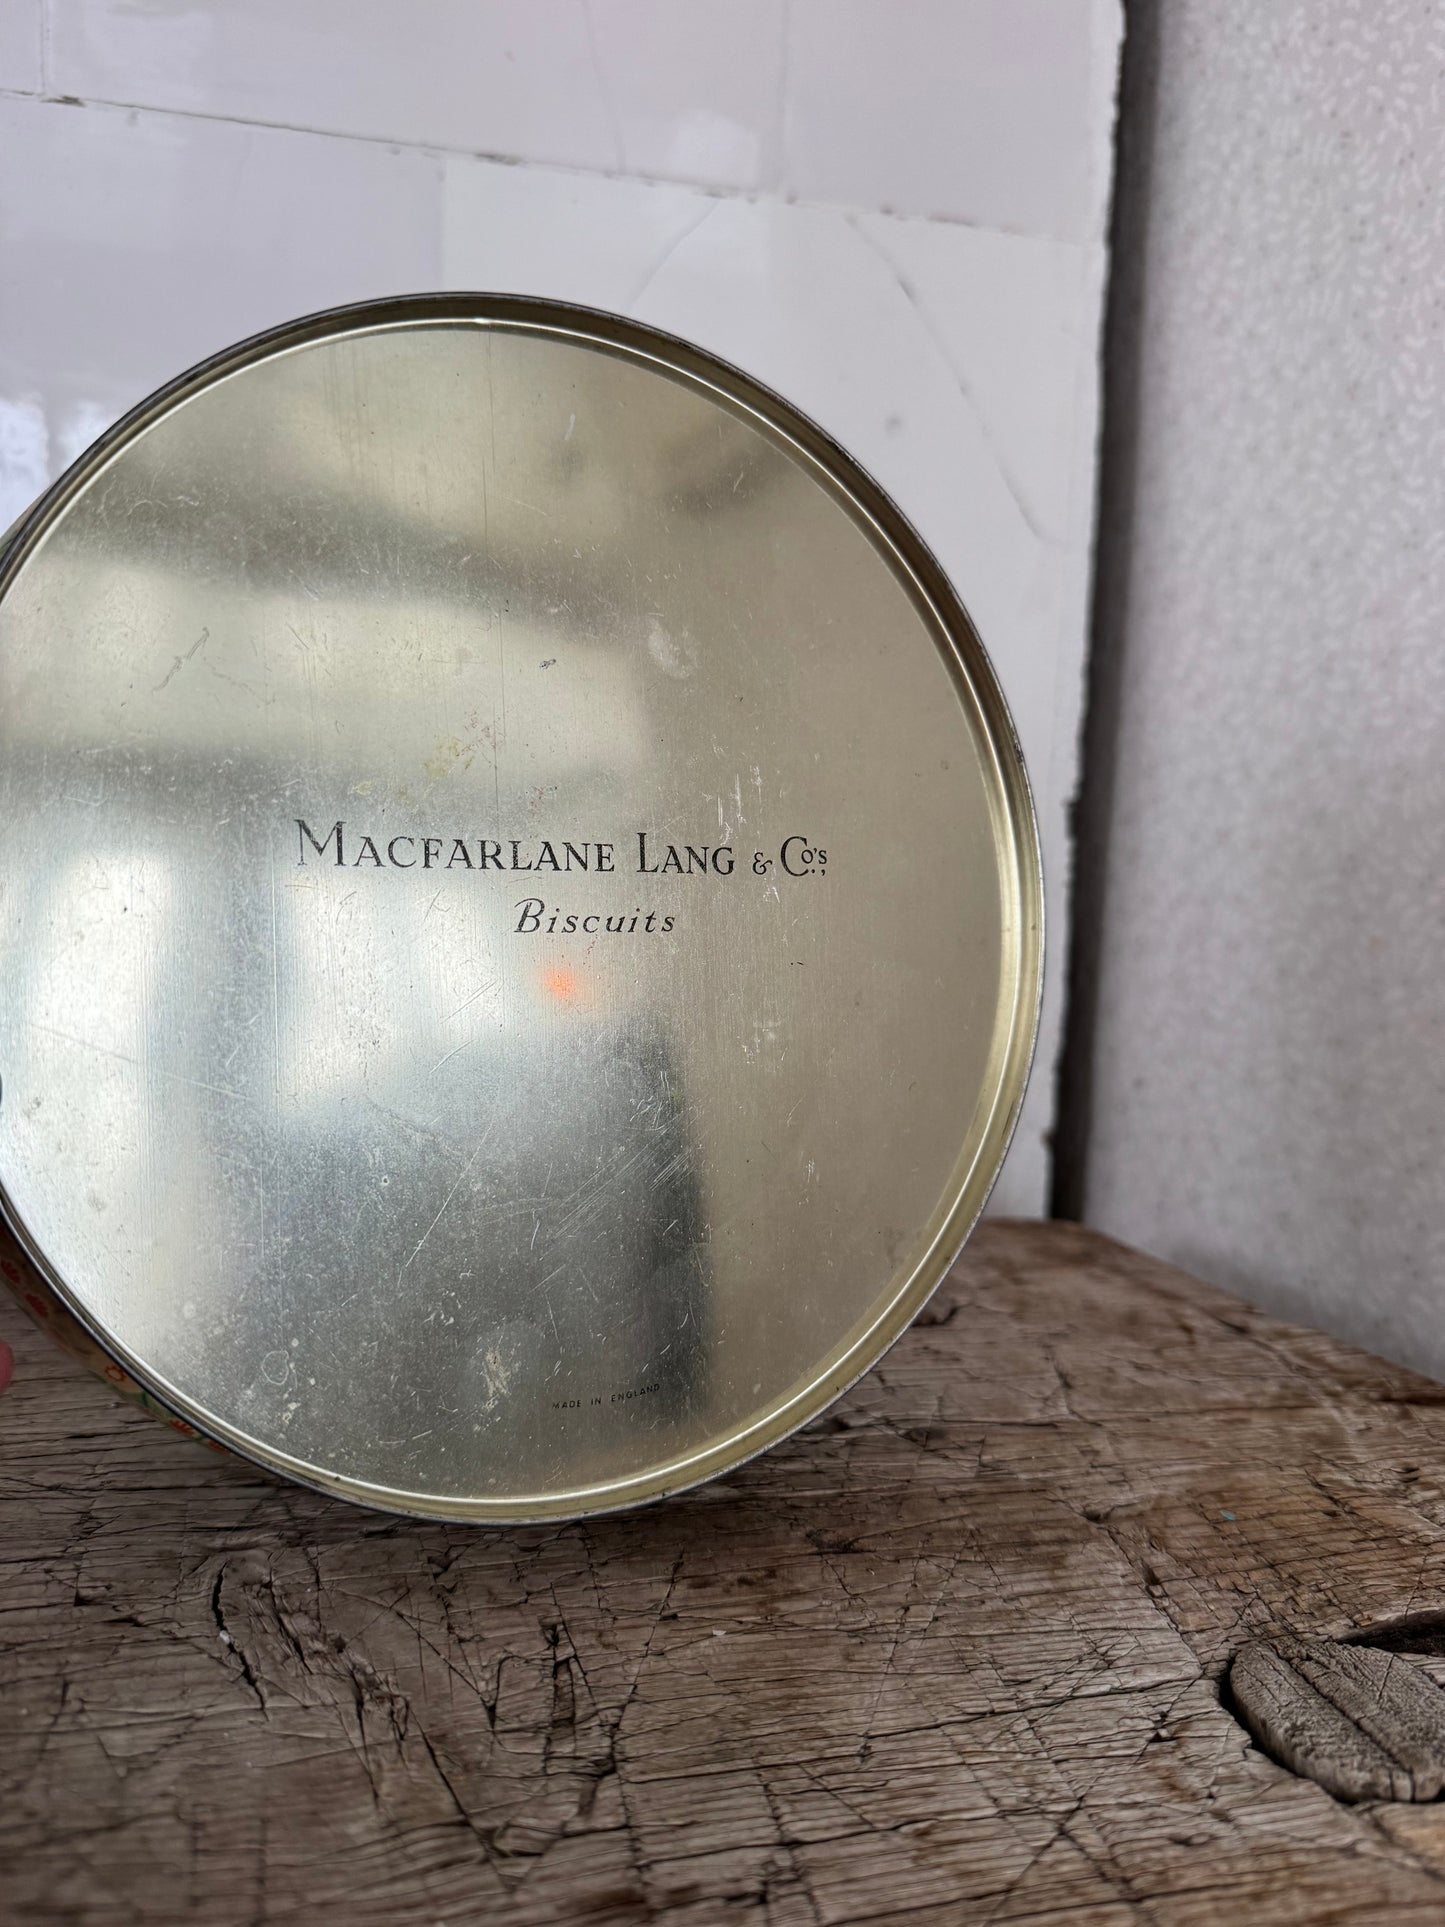 MACFARLANE LANG & Co's
Biscuits
MADE IN ENGLAND